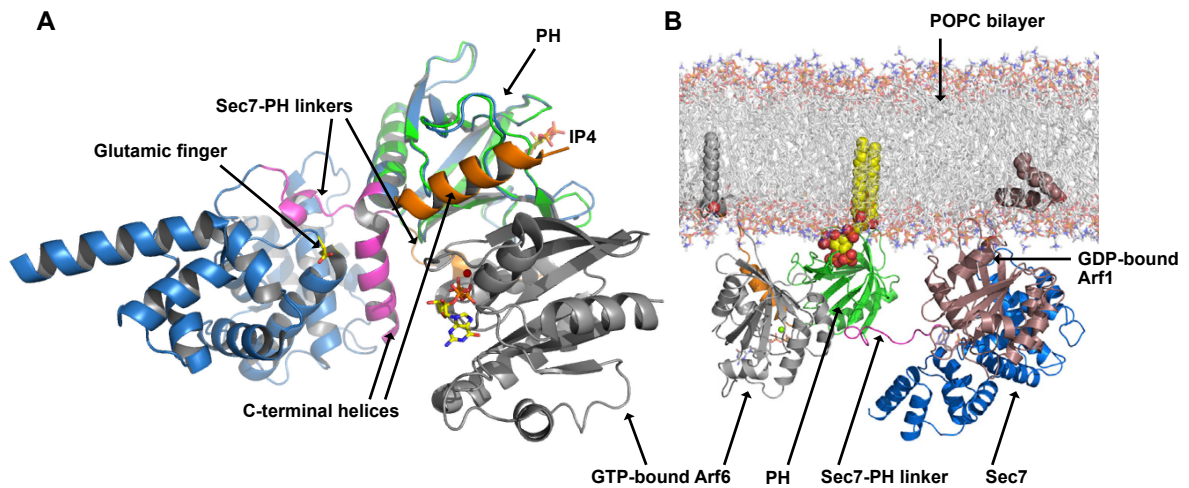 A
PH
Sec7-PH linkers
Glutamic finger
IP4
C-terminal helices
GTP-bound Arf6
B
POPC bilayer
GDP-bound
Arf1
PH
Sec7-PH linker
Sec7